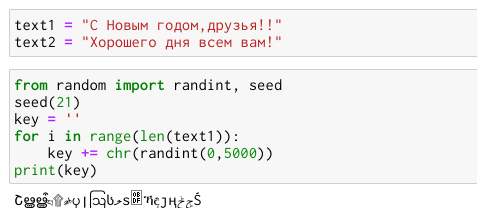 text1 = "С Новым годом,друзья!!"
text2 = "Хорошего дня всем вам!"
from random import randint, seed
seed(21)
key = ''
for i in range(len(text1)):
    key += chr(randint(0,5000))
print(key)